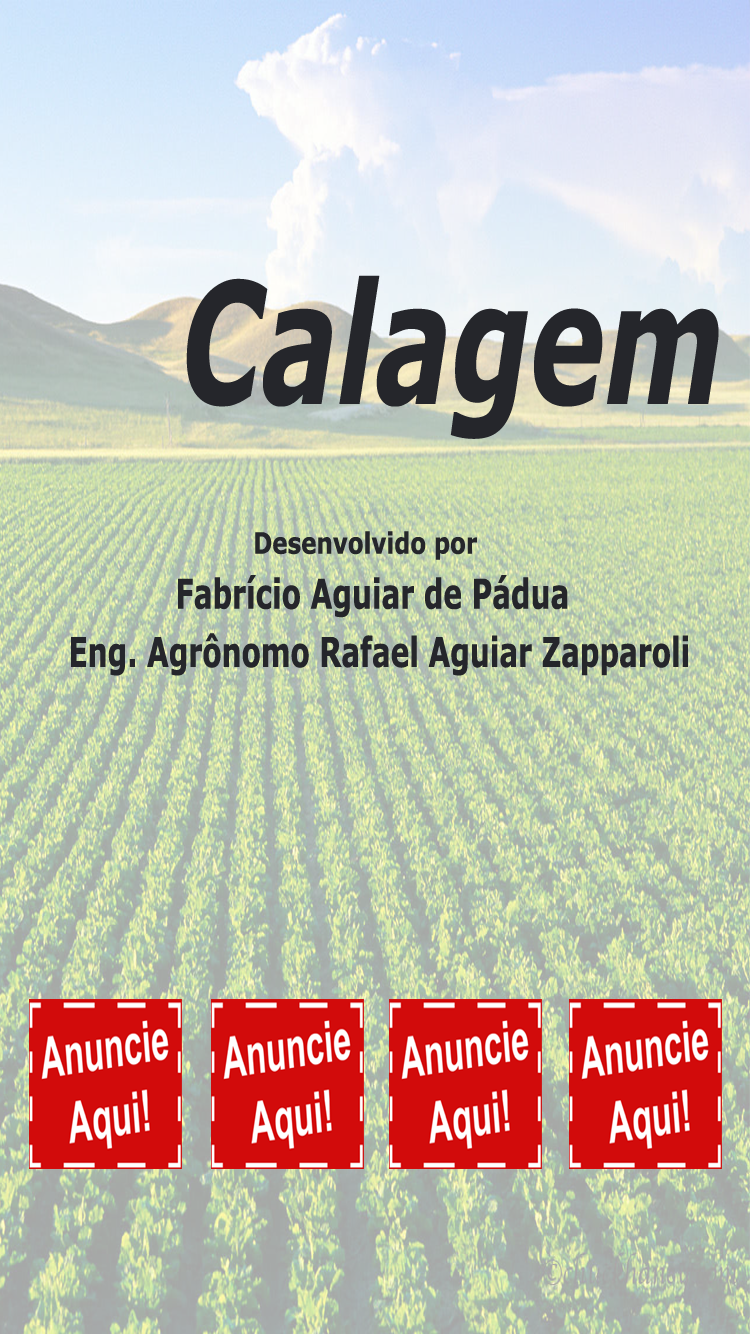 Calagem
Desenvolvido por
Fabrício Aguiar de Pádua
Eng. Agrônomo Rafael Aguiar Zapparoli
Anuncie
Aqui!
Anuncie
Aqui!
Anuncie
Aqui!
Anuncie
Aqui!